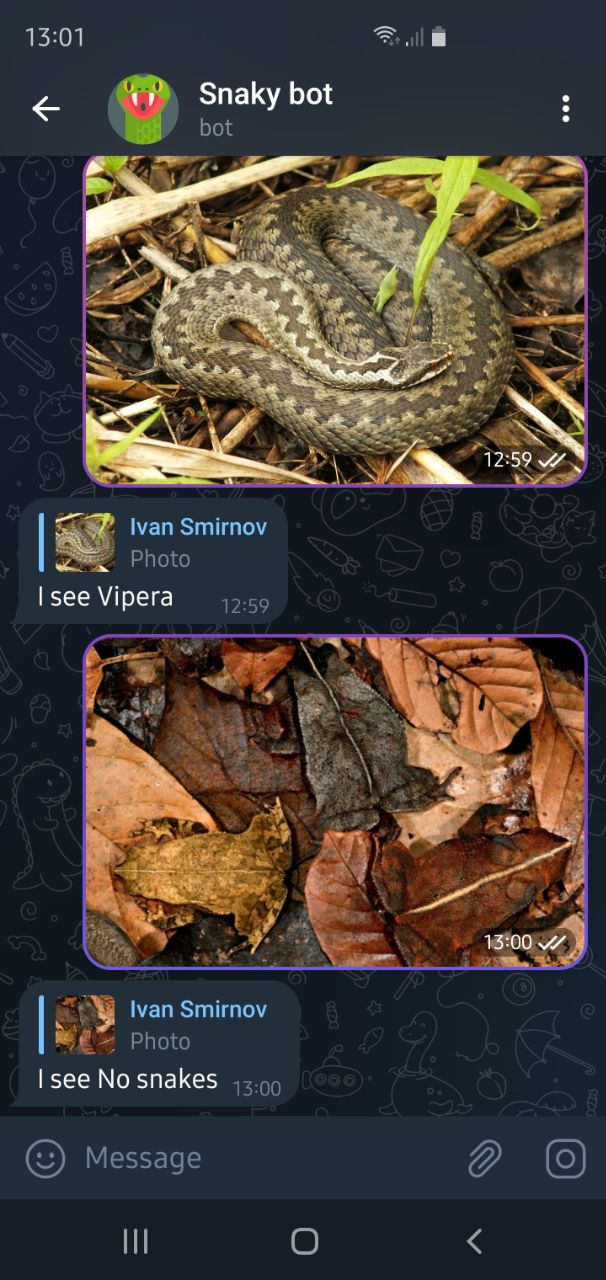 13:01
Snaky bot
bot
12:59
Ivan Smirnov
Photo
I see Vipera 12:59
13:00
Ivan Smirnov
Photo
I see No snakes 13:00
Message